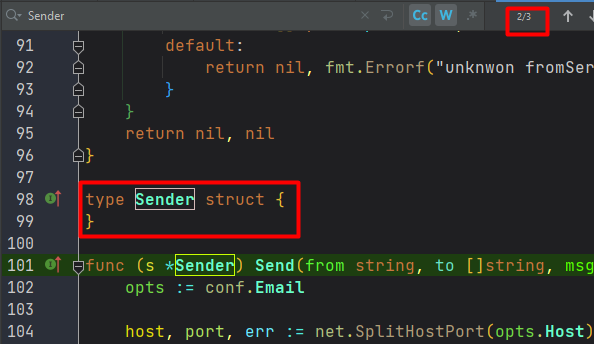 Sender Cc W .* 2/3
91 default:
92 return nil, fmt.Errorf("unknwon fromSer
93 }
94 }
95 return nil, nil
96 }
97
98 type Sender struct {
99 }
100
101 func (s *Sender) Send(from string, to []string, msg
102 opts := conf.Email
103
104 host, port, err := net.SplitHostPort(opts.Host)